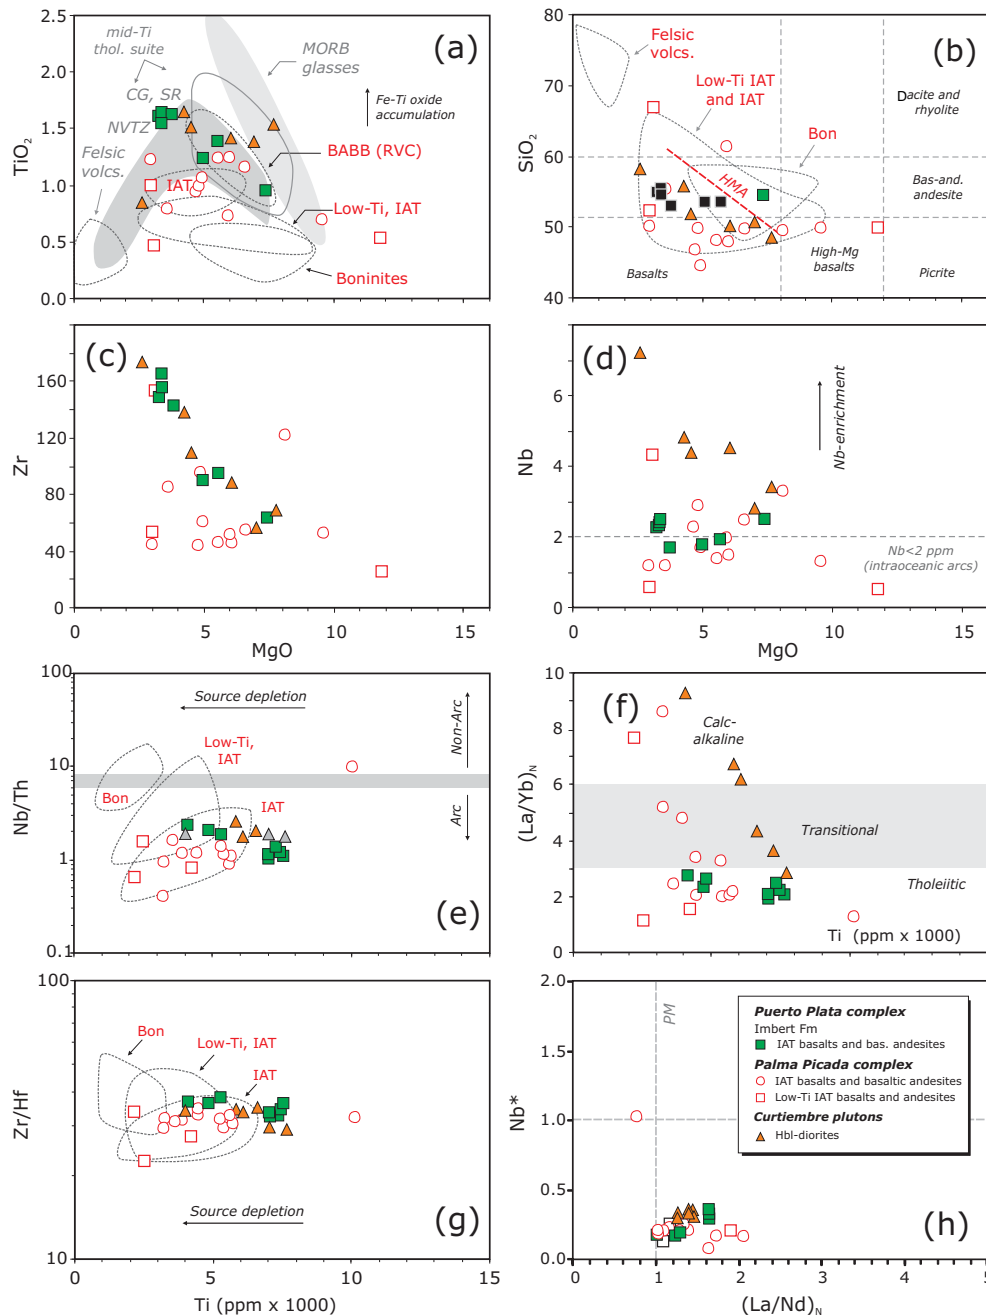 2.5
2.0
1.5
1.0
0.5
0.0
TiO2
mid-Ti
thol. suite
(a)
MORB
glasses
CG, SR
NVTZ
Fe-Ti oxide
accumulation
Felsic
volcs.
BABB (RVC)
IAT
Low-Ti, IAT
Boninites
80
70
60
50
40
SiO2
Felsic
volcs.
(b)
Low-Ti IAT
and IAT
Dacite and
rhyolite
Bon
HMA
Bas-and.
andesite
Basalts
High-Mg
basalts
Picrite
160
120
80
40
0
Zr
(c)
0
5
10
15
MgO
6
4
2
0
Nb
(d)
Nb-enrichment
Nb<2 ppm
(intraoceanic arcs)
0
5
10
15
MgO
100
10
1
0.1
Nb/Th
Source depletion
Non-Arc
Low-Ti,
IAT
Bon
IAT
Arc
(e)
10
8
6
4
2
0
(La/Yb)N
(f)
Calc-
alkaline
Transitional
Tholeiitic
Ti (ppm x 1000)
100
10
Zr/Hf
Bon
Low-Ti, IAT
IAT
Source depletion
(g)
0
5
10
15
Ti (ppm x 1000)
2.0
1.5
1.0
0.5
0.0
Nb*
PM
Puerto Plata complex
Imbert Fm
IAT basalts and bas. andesites
Palma Picada complex
IAT basalts and basaltic andesites
Low-Ti IAT basalts and andesites
Curtiembre plutons
Hbl-diorites
(h)
0
1
2
3
4
5
(La/Nd)N